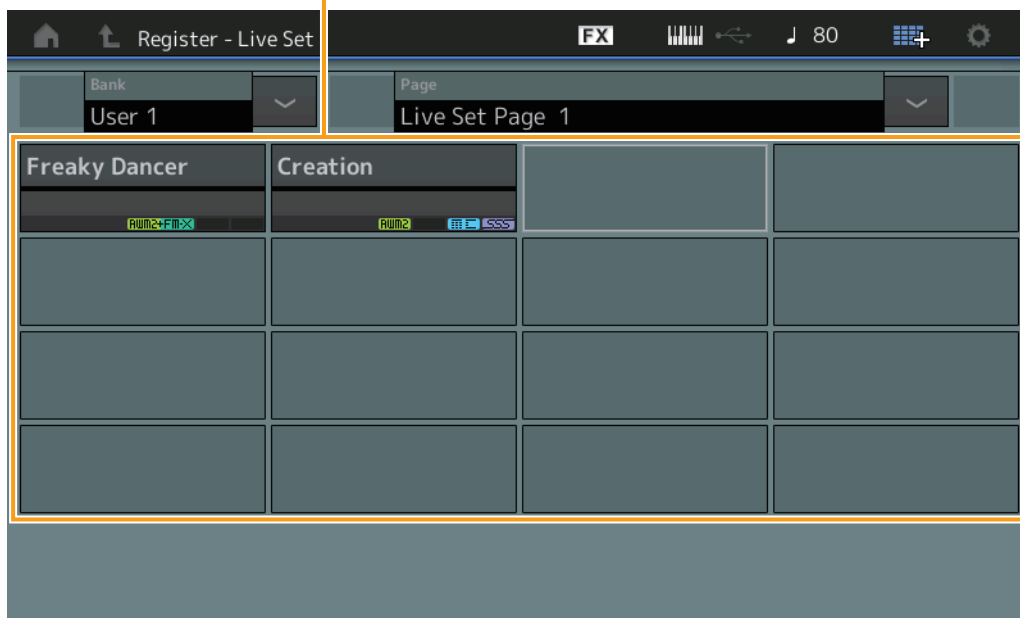 Register - Live Set
FX
80
Bank
User 1
Page
Live Set Page 1
Freaky Dancer
Creation
AWM2+FM-X
AWM2
MC SSS